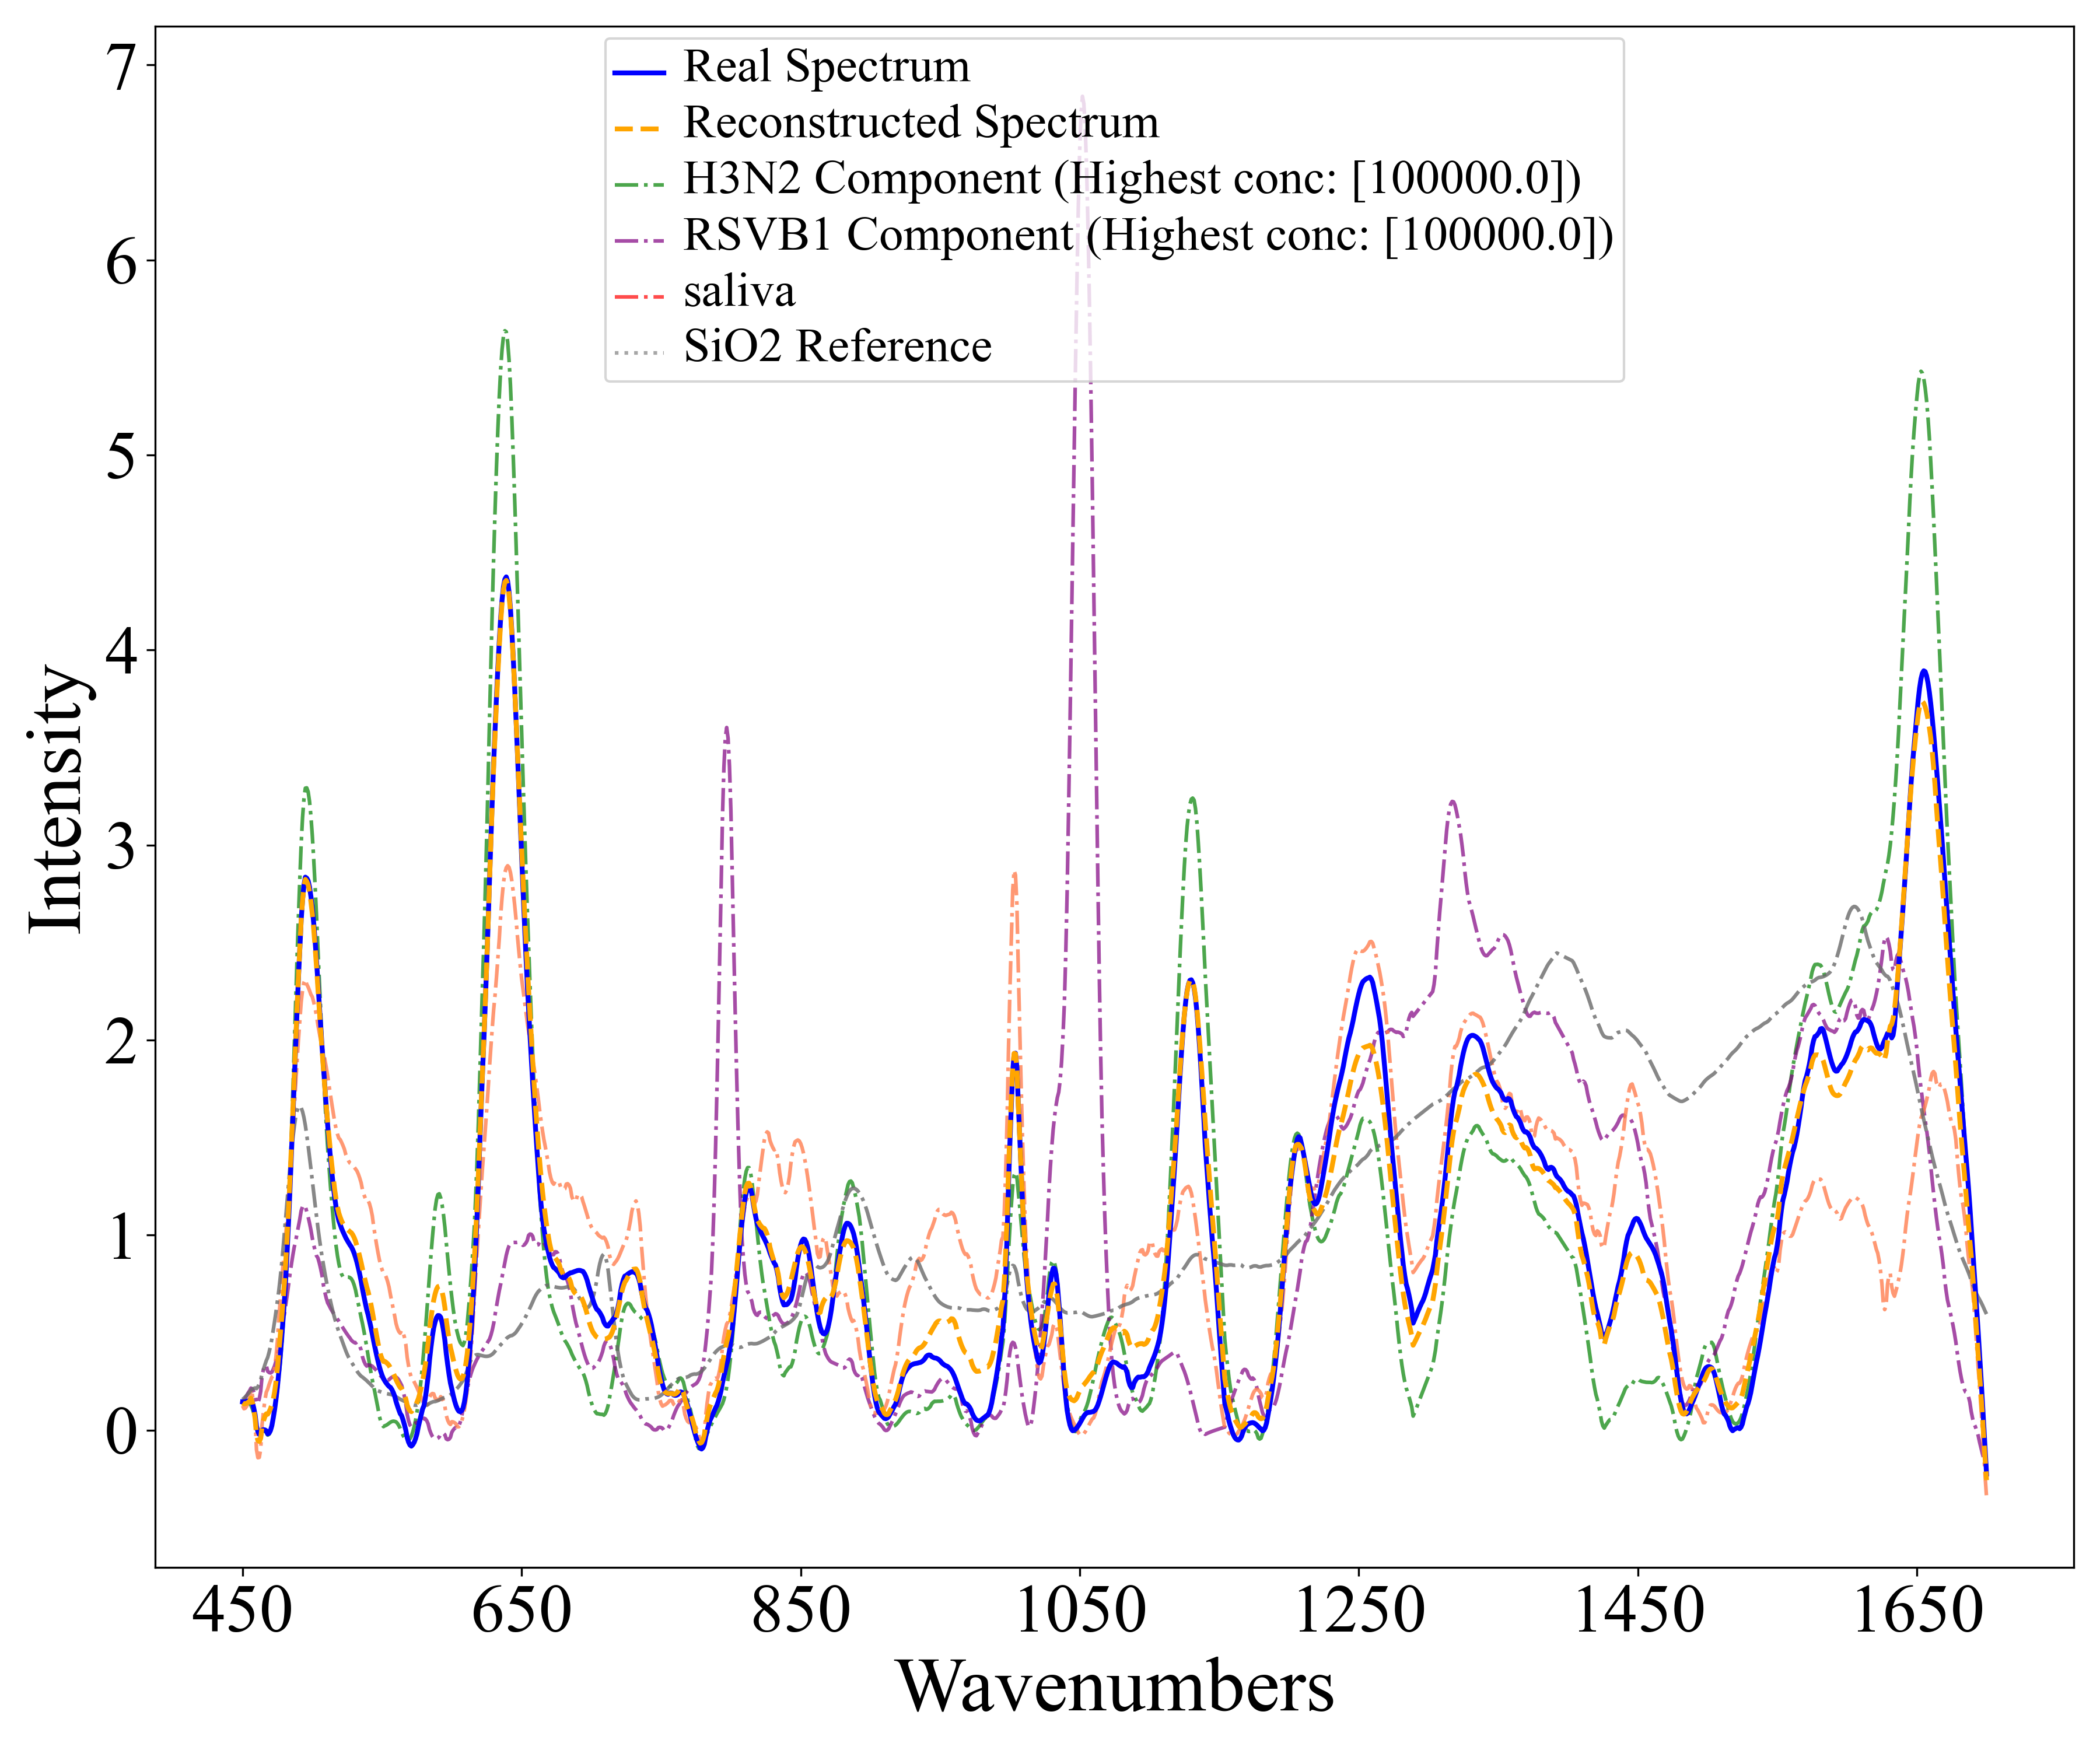 Real Spectrum
Reconstructed Spectrum
H3N2 Component (Highest conc: [100000.0])
RSVB1 Component (Highest conc: [100000.0])
saliva
SiO2 Reference
7
6
5
4
3
2
1
0
Intensity
450 650 850 1050 1250 1450 1650
Wavenumbers